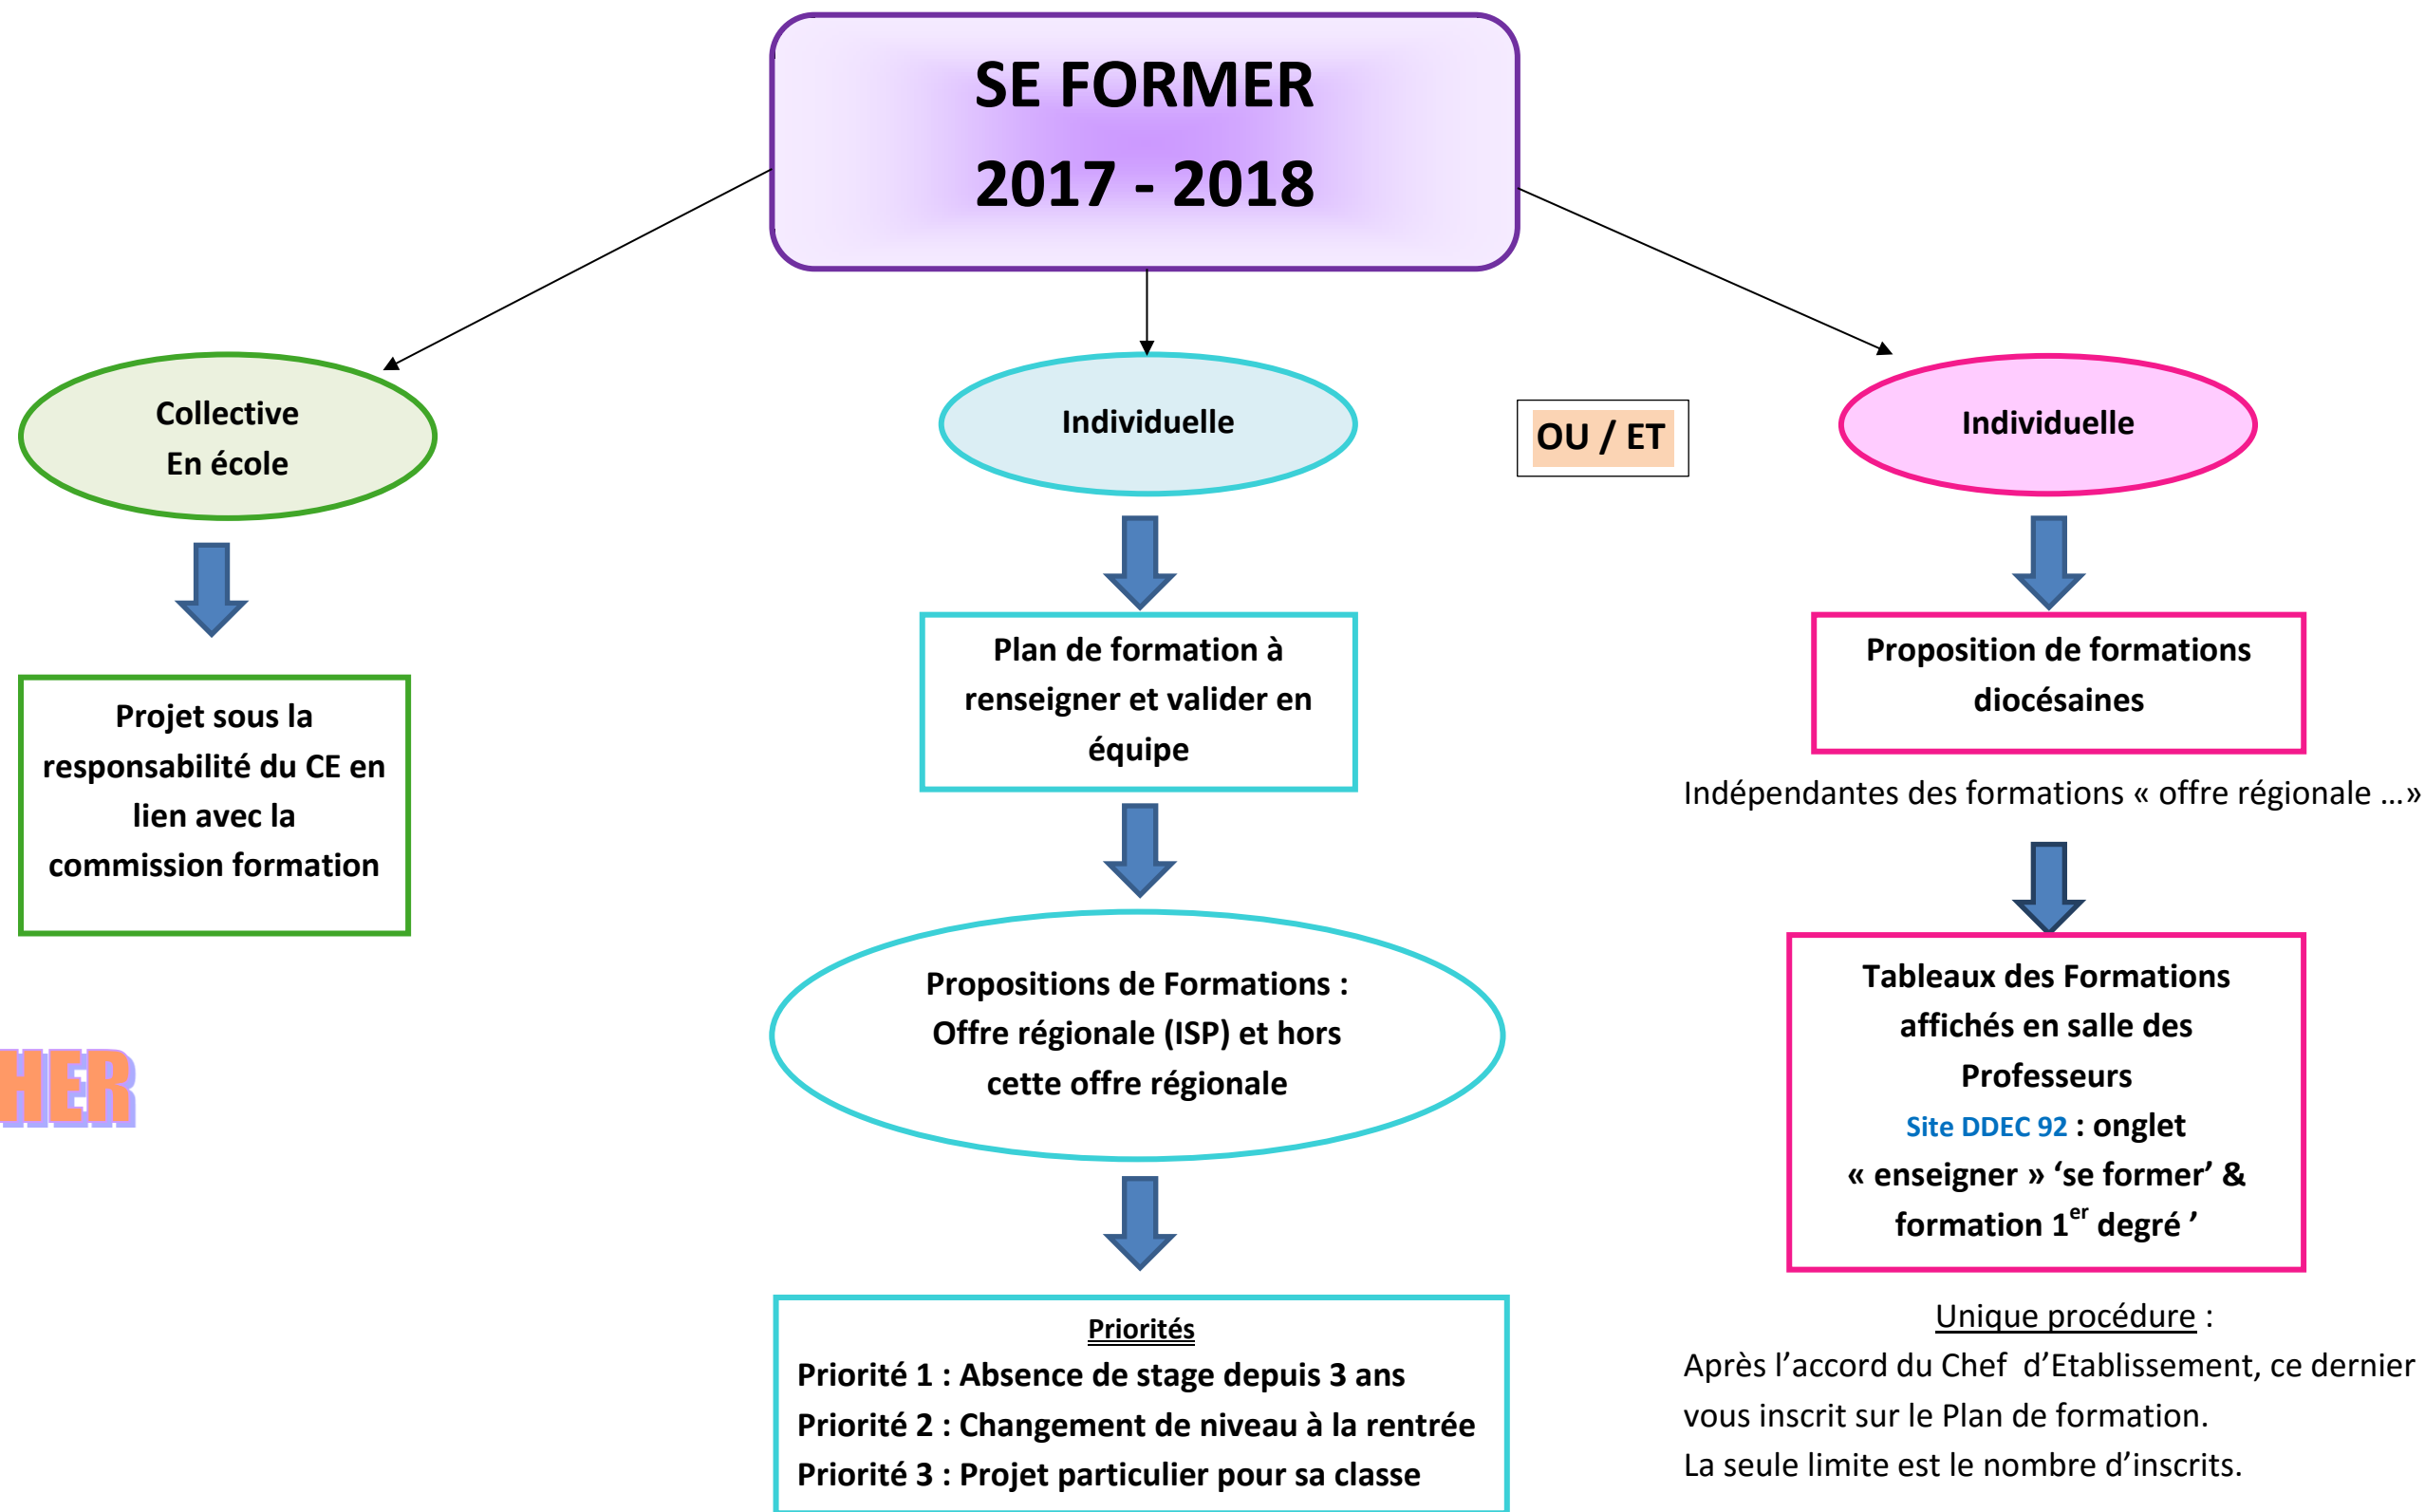 SE FORMER
2017 - 2018
Collective
En école
Projet sous la
responsabilité du CE en
lien avec la
commission formation
HER
Individuelle
Plan de formation à
renseigner et valider en
équipe
Propositions de Formations :
Offre régionale (ISP) et hors
cette offre régionale
Priorités
Priorité 1 : Absence de stage depuis 3 ans
Priorité 2 : Changement de niveau à la rentrée
Priorité 3 : Projet particulier pour sa classe
OU / ET
Individuelle
Proposition de formations
diocésaines
Indépendantes des formations « offre régionale …»
Tableaux des Formations
affichés en salle des
Professeurs
Site DDEC 92 : onglet
« enseigner » ‘se former’ &
formation 1er degré ’
Unique procédure :
Après l’accord du Chef d’Etablissement, ce dernier
vous inscrit sur le Plan de formation.
La seule limite est le nombre d’inscrits.